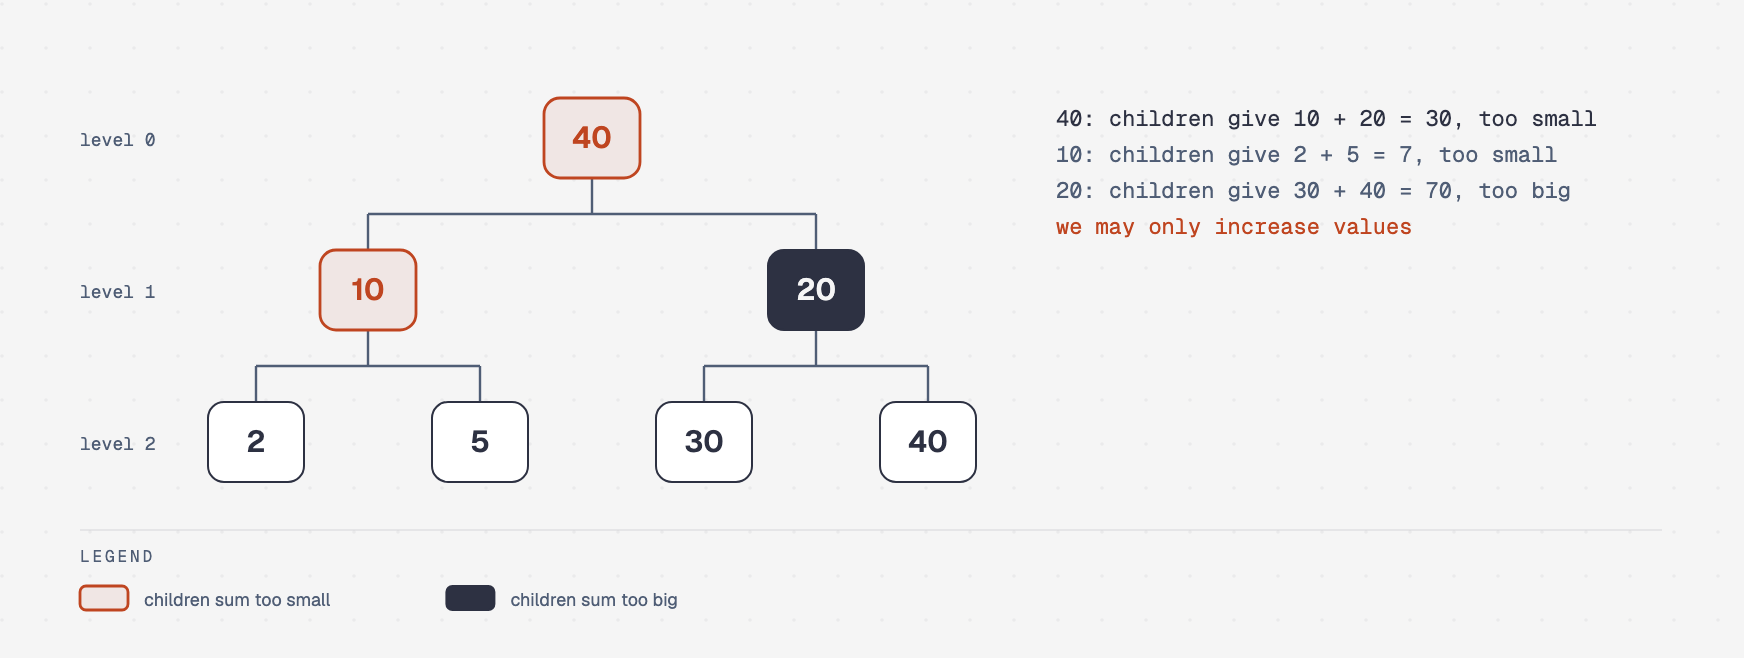 40: children give 10 + 20 = 30, too small
10: children give 2 + 5 = 7, too small
20: children give 30 + 40 = 70, too big
we may only increase values
level 0
40
level 1
10
20
level 2
2
5
30
40
LEGEND
children sum too small
children sum too big